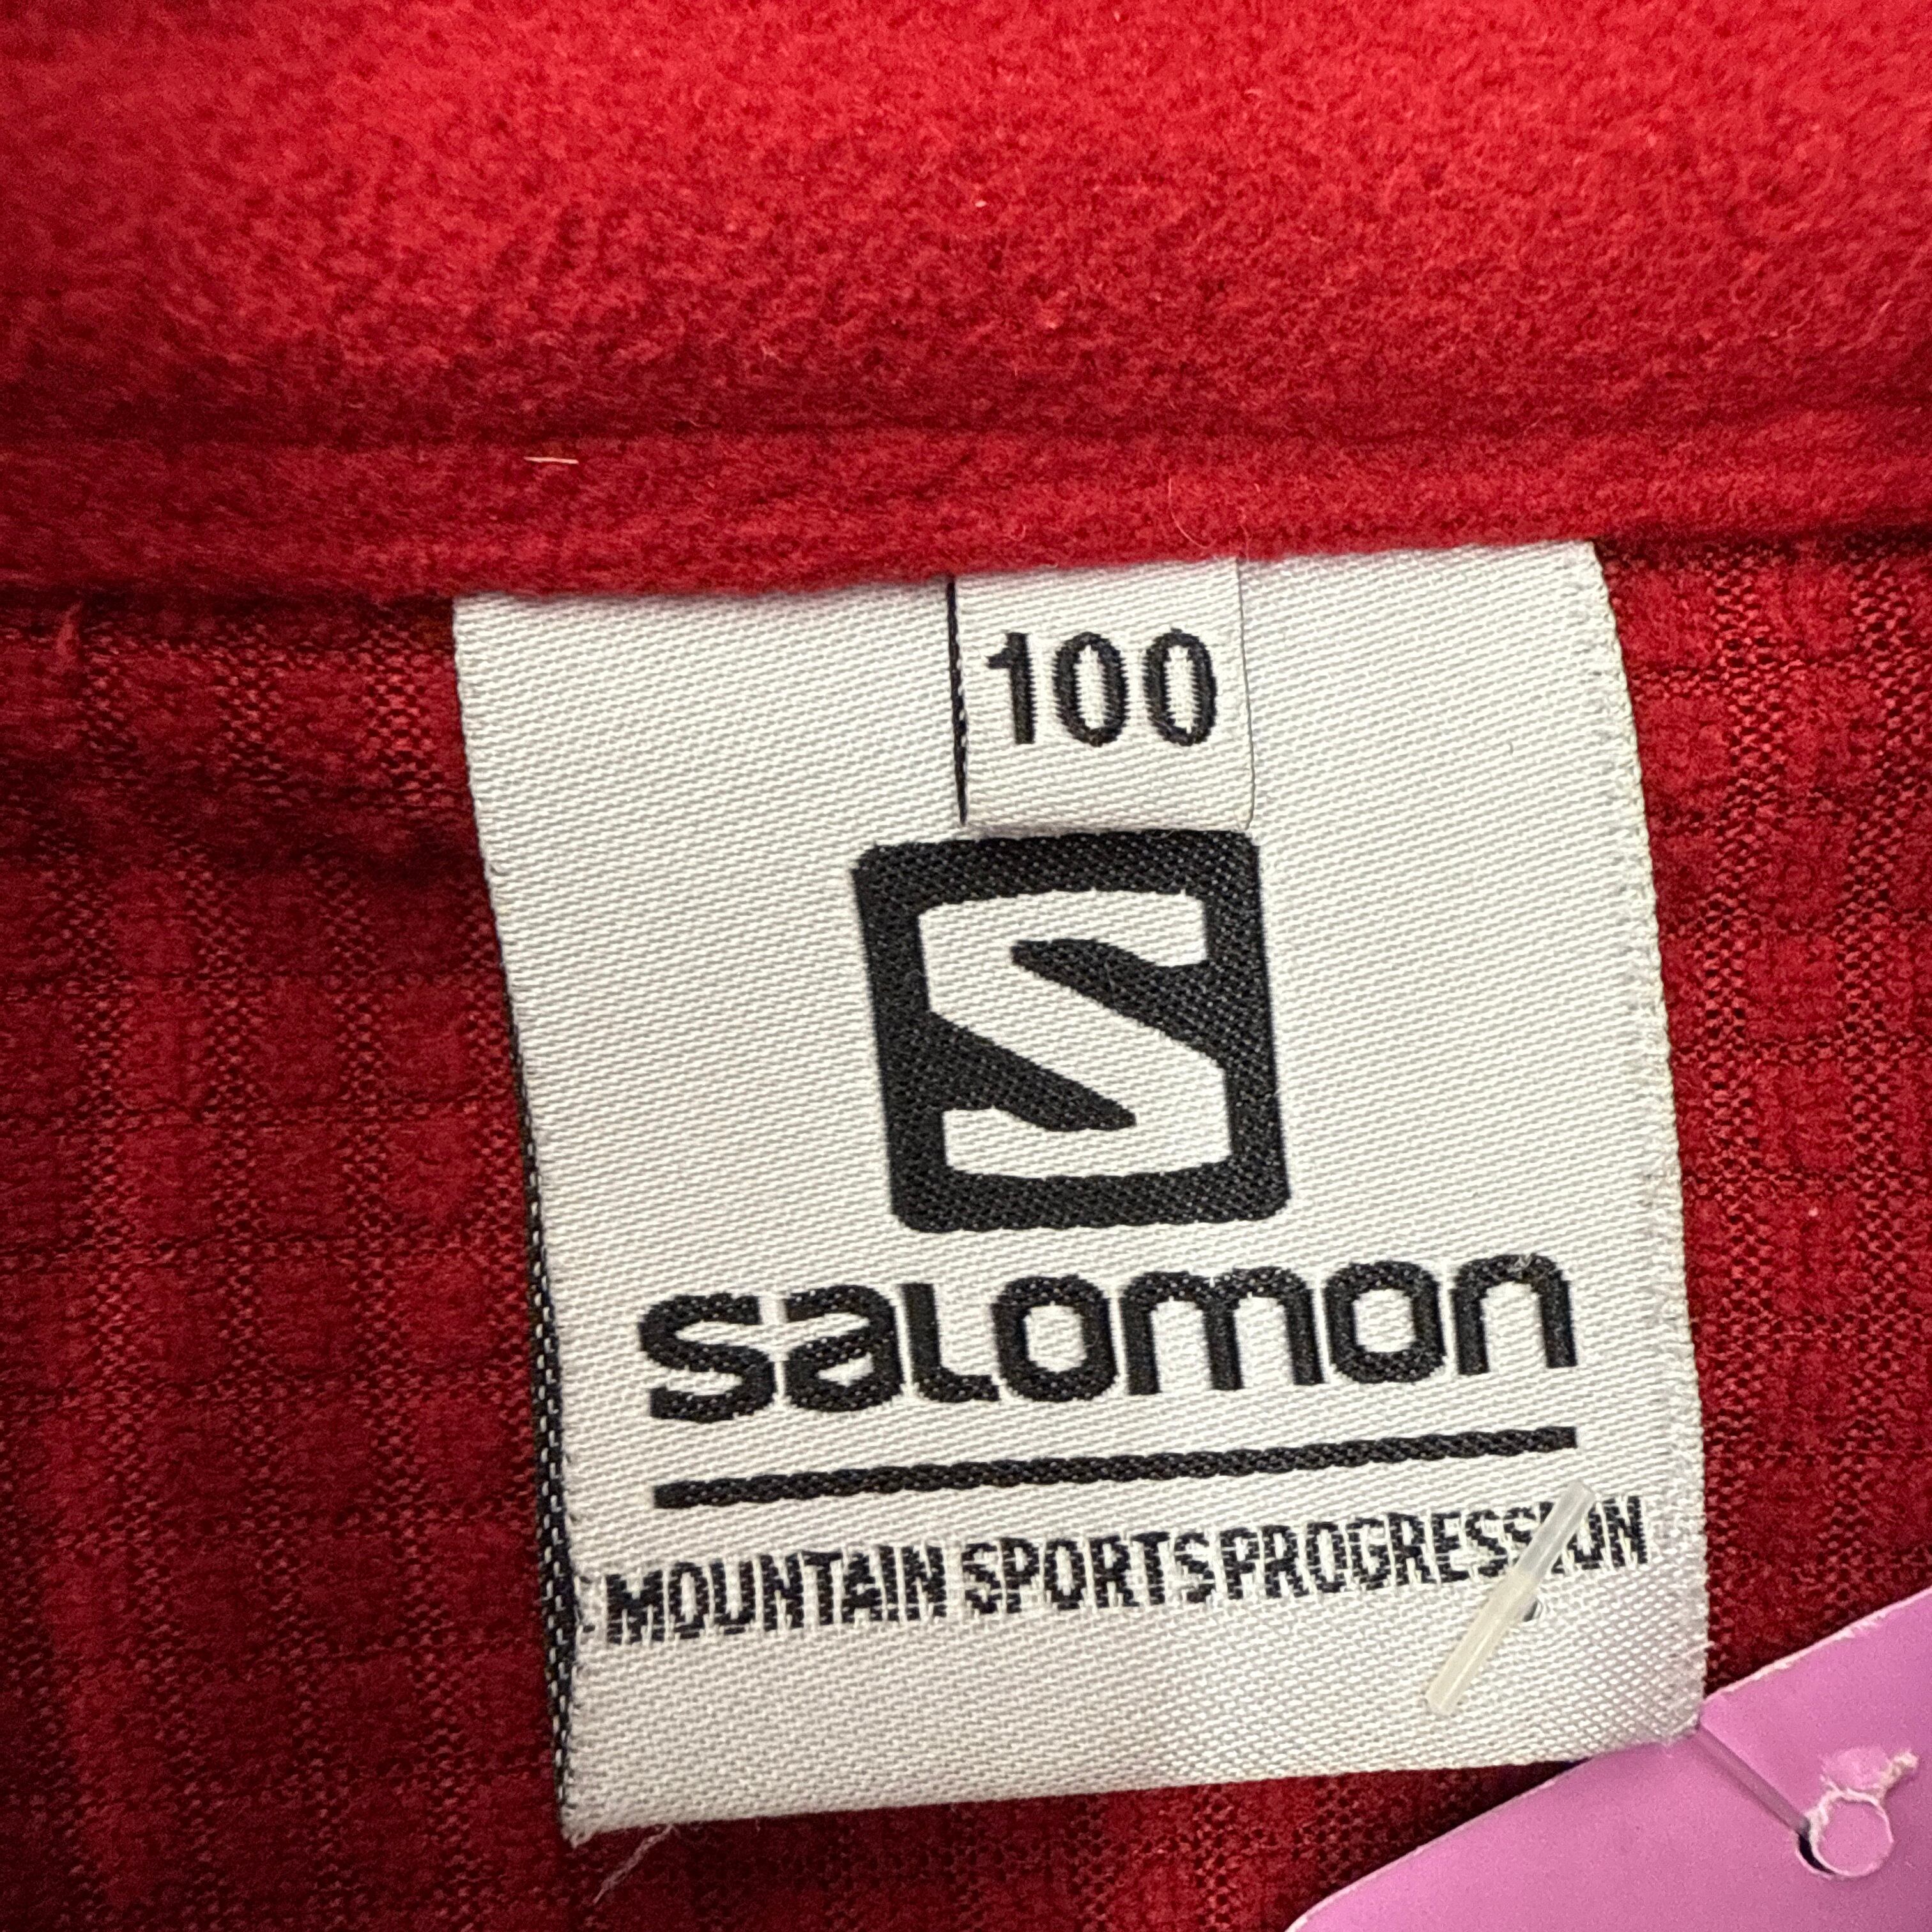 100
S
salomon
MOUNTAIN SPORTS PROGRESSION